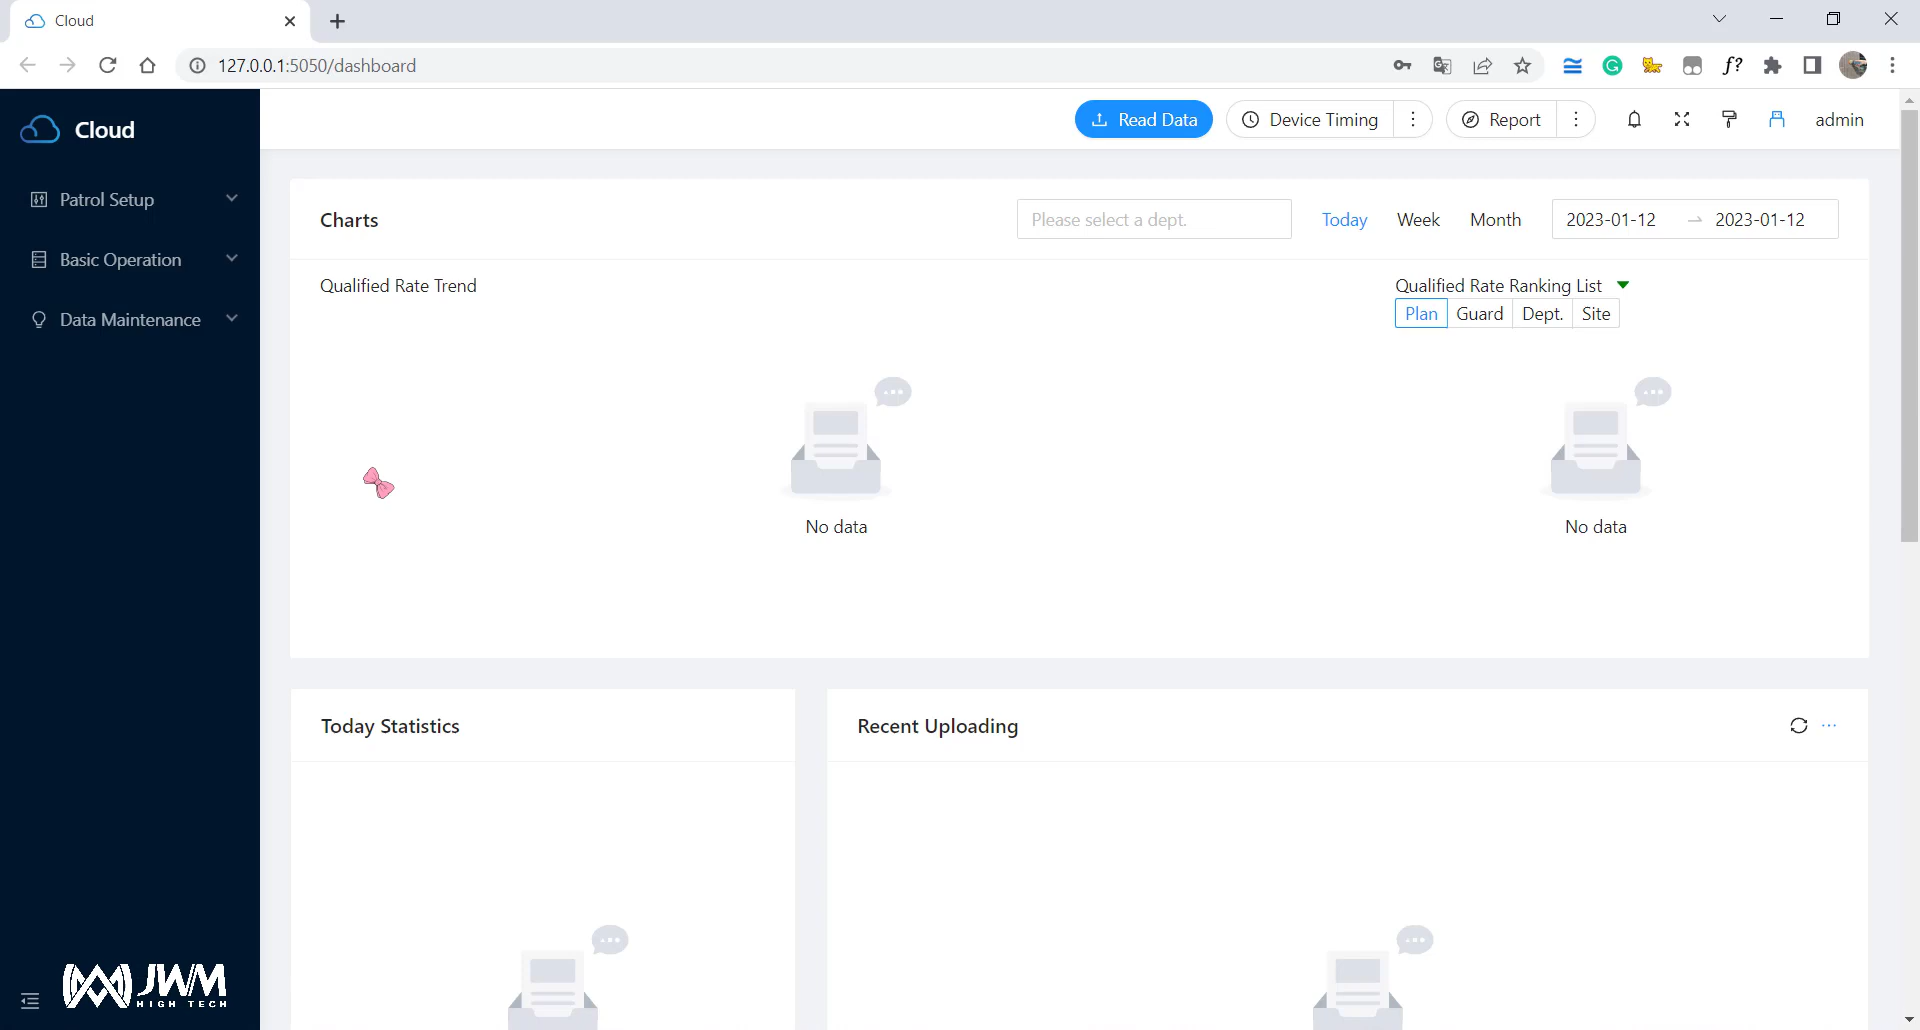 Cloud
127.0.0.1:5050/dashboard
Cloud
Read Data
Device Timing
Report
admin
Patrol Setup
Basic Operation
Data Maintenance
Charts
Please select a dept.
Today
Week
Month
2023-01-12
2023-01-12
Qualified Rate Trend
Qualified Rate Ranking List
Plan
Guard
Dept.
Site
No data
No data
Today Statistics
Recent Uploading
JWM
HIGH TECH